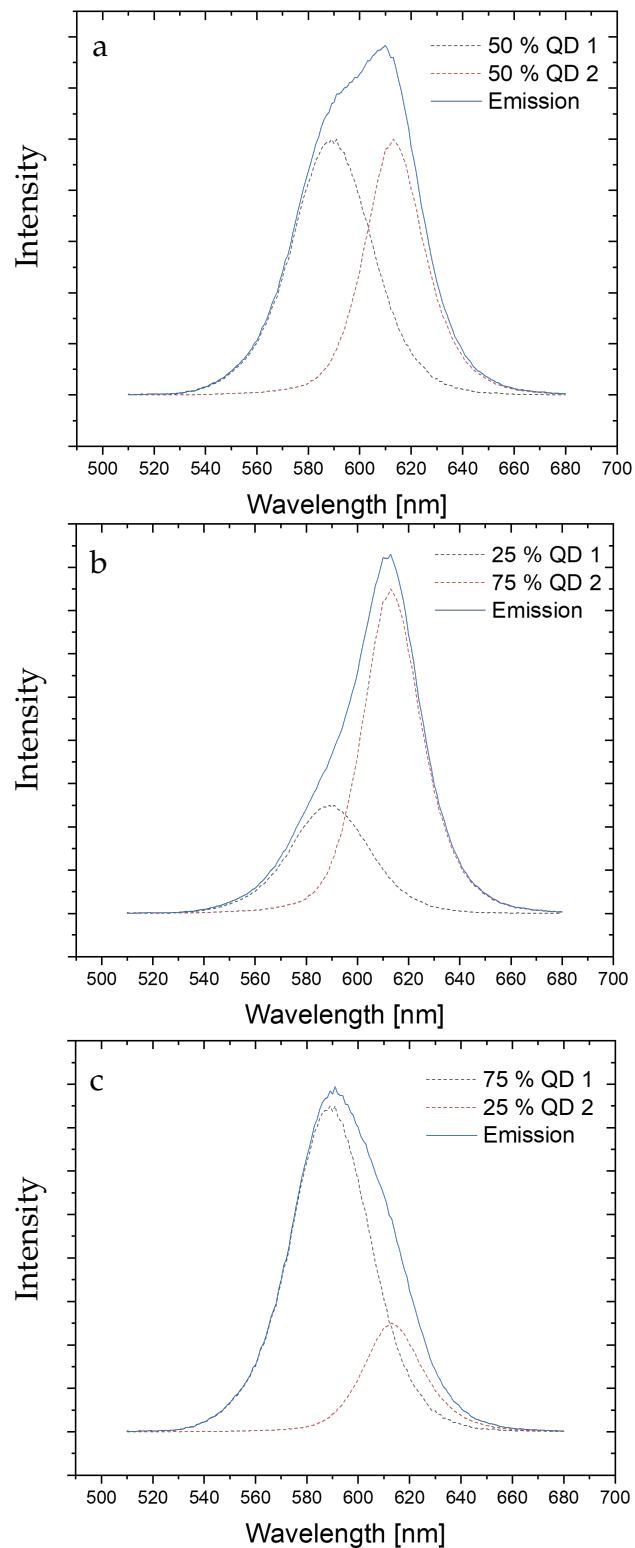 a
50 % QD 1
50 % QD 2
Emission
Intensity
500 520 540 560 580 600 620 640 660 680 700
Wavelength [nm]
b
25 % QD 1
75 % QD 2
Emission
Intensity
500 520 540 560 580 600 620 640 660 680 700
Wavelength [nm]
c
75 % QD 1
25 % QD 2
Emission
Intensity
500 520 540 560 580 600 620 640 660 680 700
Wavelength [nm]